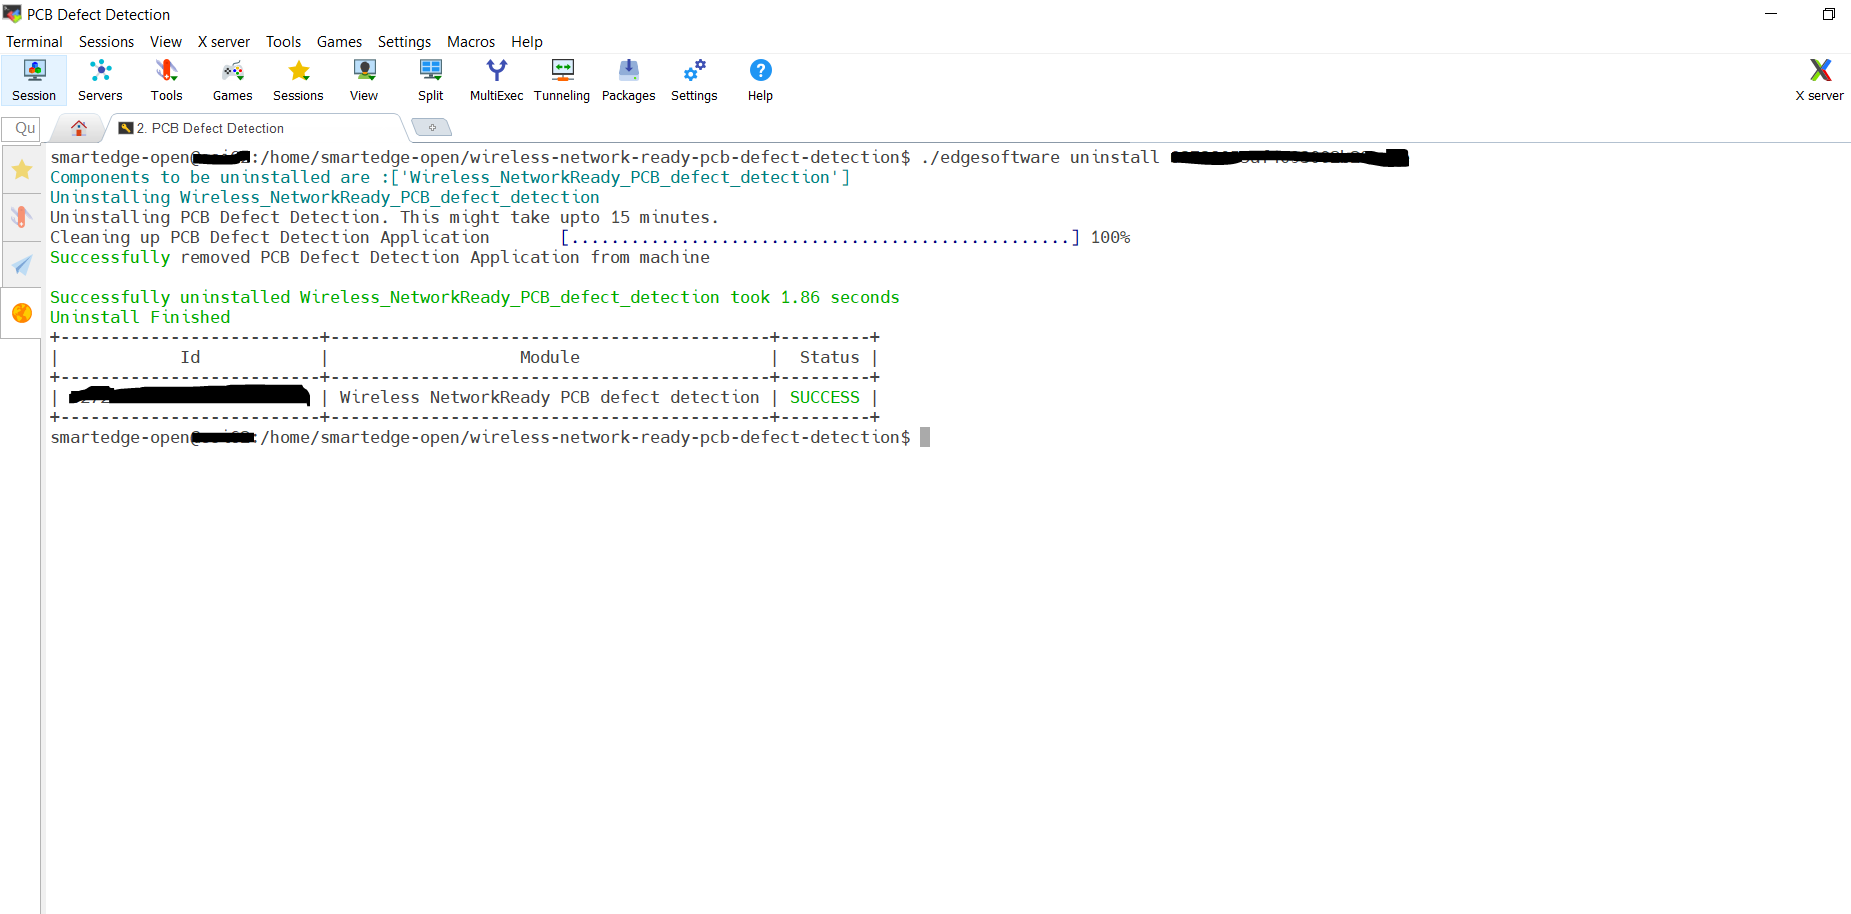 PCB Defect Detection
Terminal Sessions View X server Tools Games Settings Macros Help
Session Servers Tools Games Sessions View Split MultiExec Tunneling Packages Settings Help X server
Qu 2. PCB Defect Detection
smartedge-open@ :/home/smartedge-open/wireless-network-ready-pcb-defect-detection$ ./edgesoftware uninstall
Components to be uninstalled are :['Wireless_NetworkReady_PCB_defect_detection']
Uninstalling Wireless_NetworkReady_PCB_defect_detection
Uninstalling PCB Defect Detection. This might take upto 15 minutes.
Cleaning up PCB Defect Detection Application [..................................................] 100%
Successfully removed PCB Defect Detection Application from machine
Successfully uninstalled Wireless_NetworkReady_PCB_defect_detection took 1.86 seconds
Uninstall Finished
+--------------------------+--------------------------------------------+---------+
| Id | Module | Status |
+--------------------------+--------------------------------------------+---------+
| | Wireless NetworkReady PCB defect detection | SUCCESS |
+--------------------------+--------------------------------------------+---------+
smartedge-open@ :/home/smartedge-open/wireless-network-ready-pcb-defect-detection$